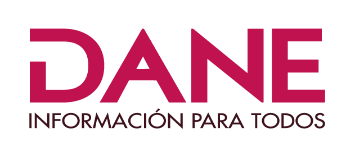 DANE
INFORMACIÓN PARA TODOS